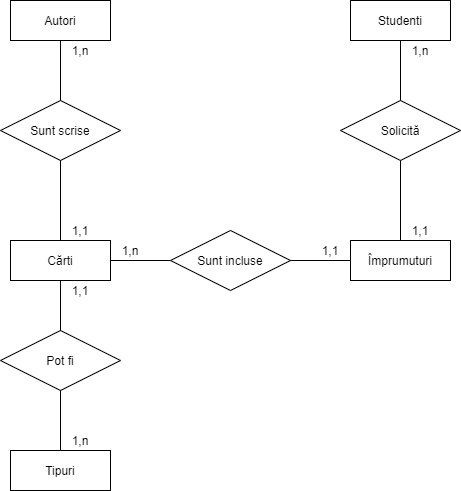 Autori
Studenti
1,n
1,n
Sunt scrise
Solicită
1,1
1,1
Cărti
1,n
Sunt incluse
1,1
Împrumuturi
1,1
Pot fi
1,n
Tipuri